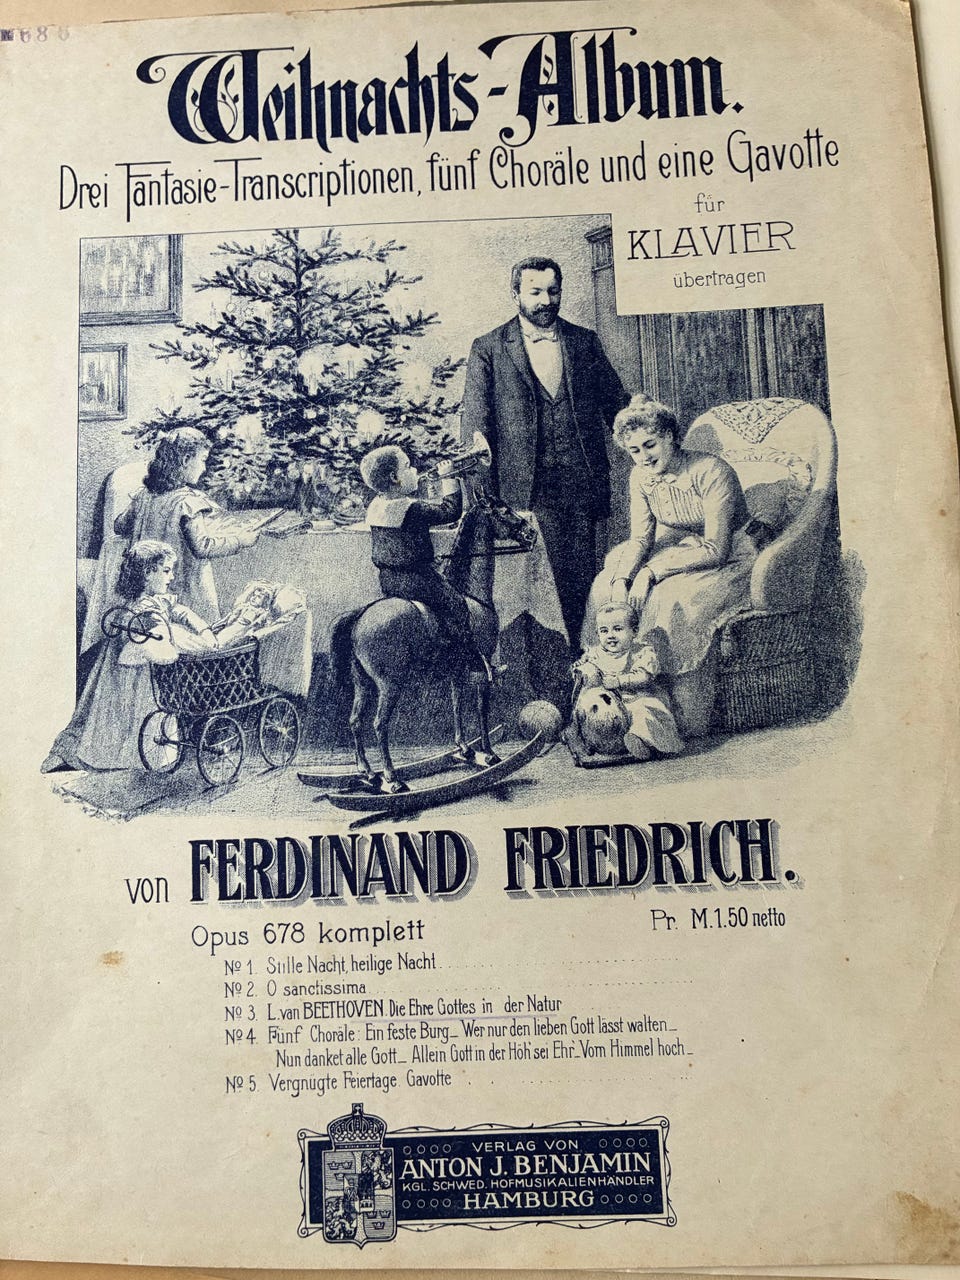 Weihnachts-Album.
Drei Fantasie-Transcriptionen, fünf Choräle und eine Gavotte
für
KLAVIER
übertragen
von FERDINAND FRIEDRICH.
Opus 678 komplett
Pr. M. 1.50 netto
No 1. Stille Nacht, heilige Nacht
No 2. O sanctissima
No 3. L. van BEETHOVEN. Die Ehre Gottes in der Natur
No 4. Fünf Choräle: Ein feste Burg_ Wer nur den lieben Gott lässt walten_
Nun danket alle Gott_ Allein Gott in der Höh' sei Ehr'_ Vom Himmel hoch_
No 5. Vergnügte Feiertage. Gavotte
VERLAG VON
ANTON J. BENJAMIN
KGL. SCHWED. HOFMUSIKALIENHÄNDLER
HAMBURG